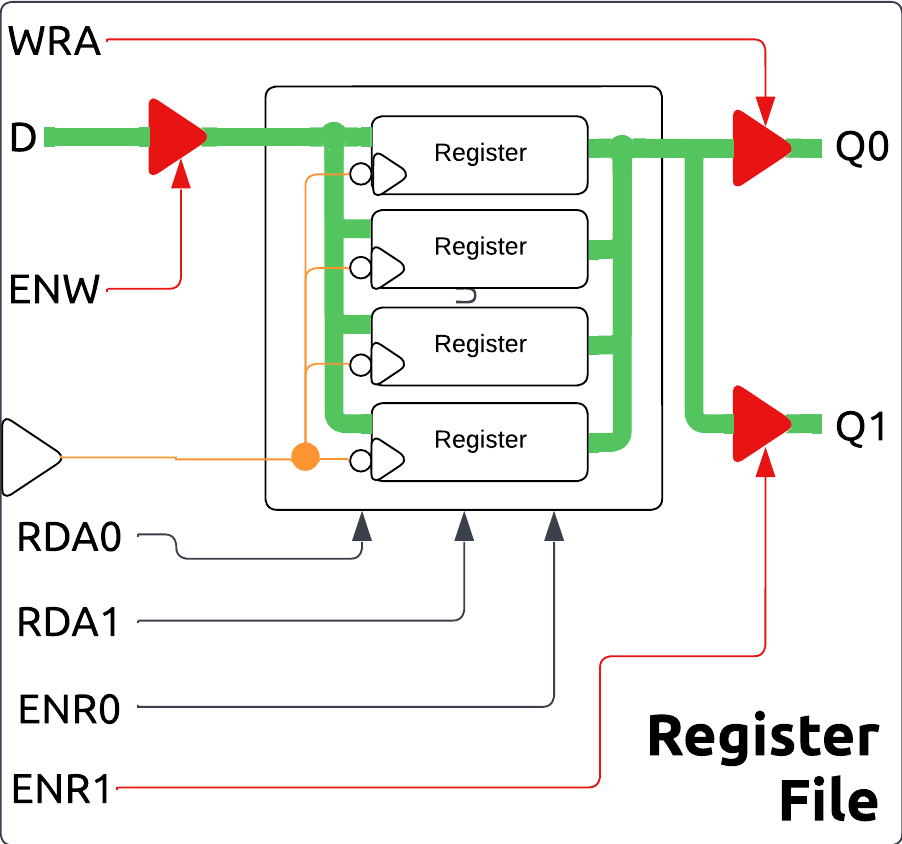 WRA
D
Register
Q0
Register
ENW
Register
Q1
Register
RDA0
RDA1
ENR0
ENR1
Register
File